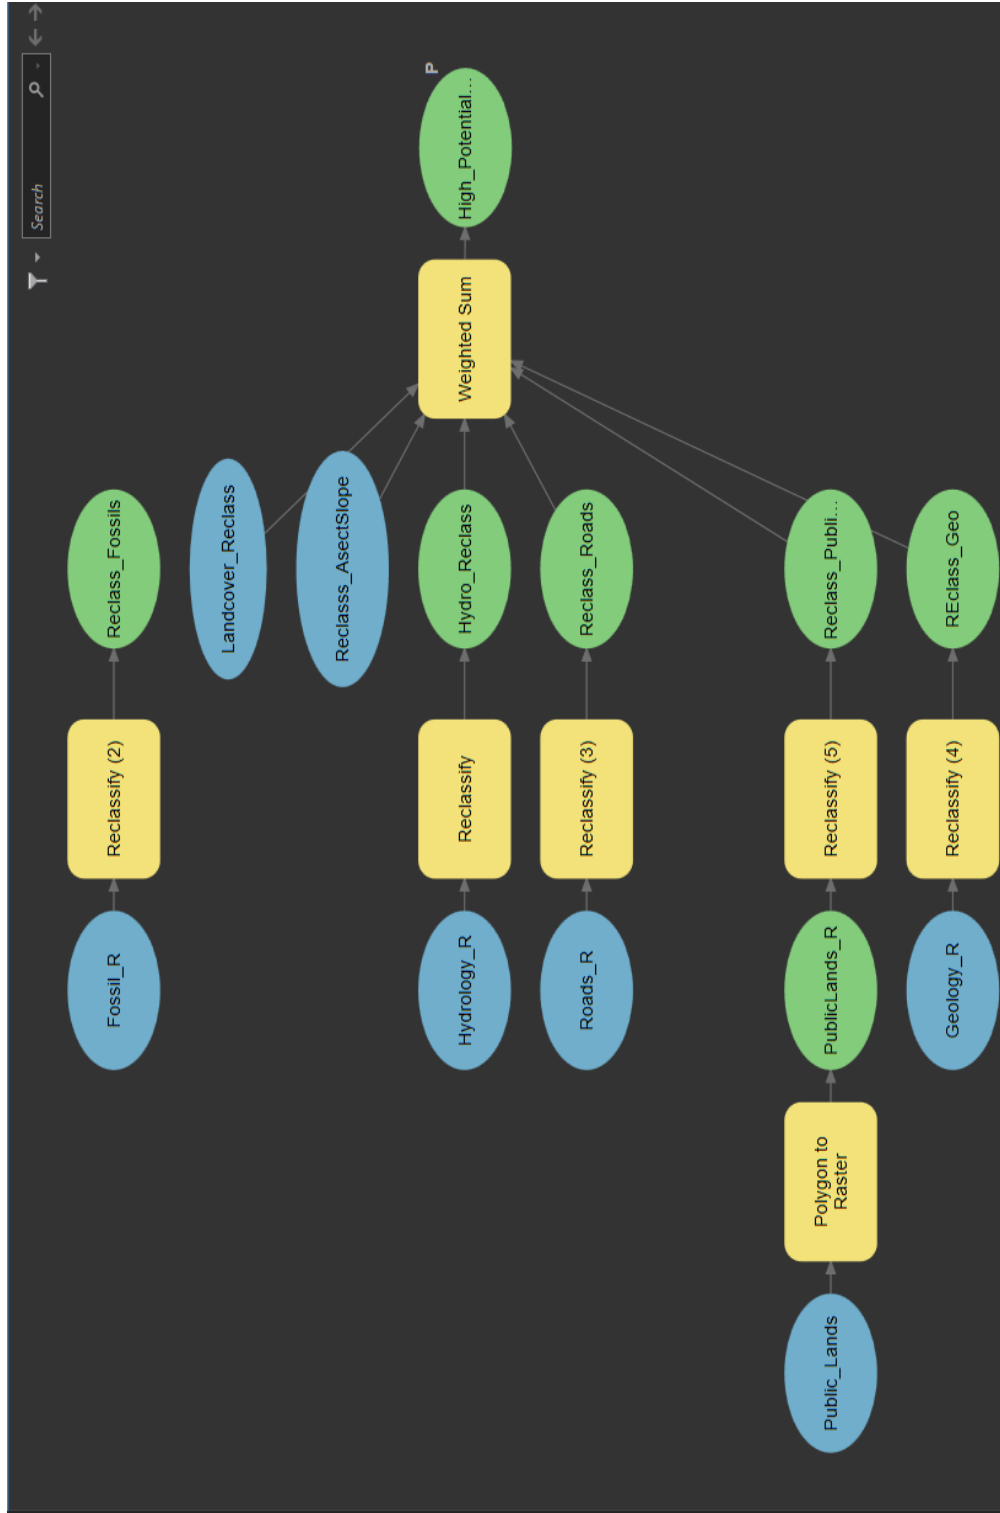 Search
Fossil_R
Reclassify (2)
Reclass_Fossils
Landcover_Reclass
Reclasss_AsectSlope
Hydrology_R
Reclassify
Hydro_Reclass
Weighted Sum
High_Potential...
P
Roads_R
Reclassify (3)
Reclass_Roads
Public_Lands
Polygon to
Raster
PublicLands_R
Reclassify (5)
Reclass_Publi...
Geology_R
Reclassify (4)
REclass_Geo